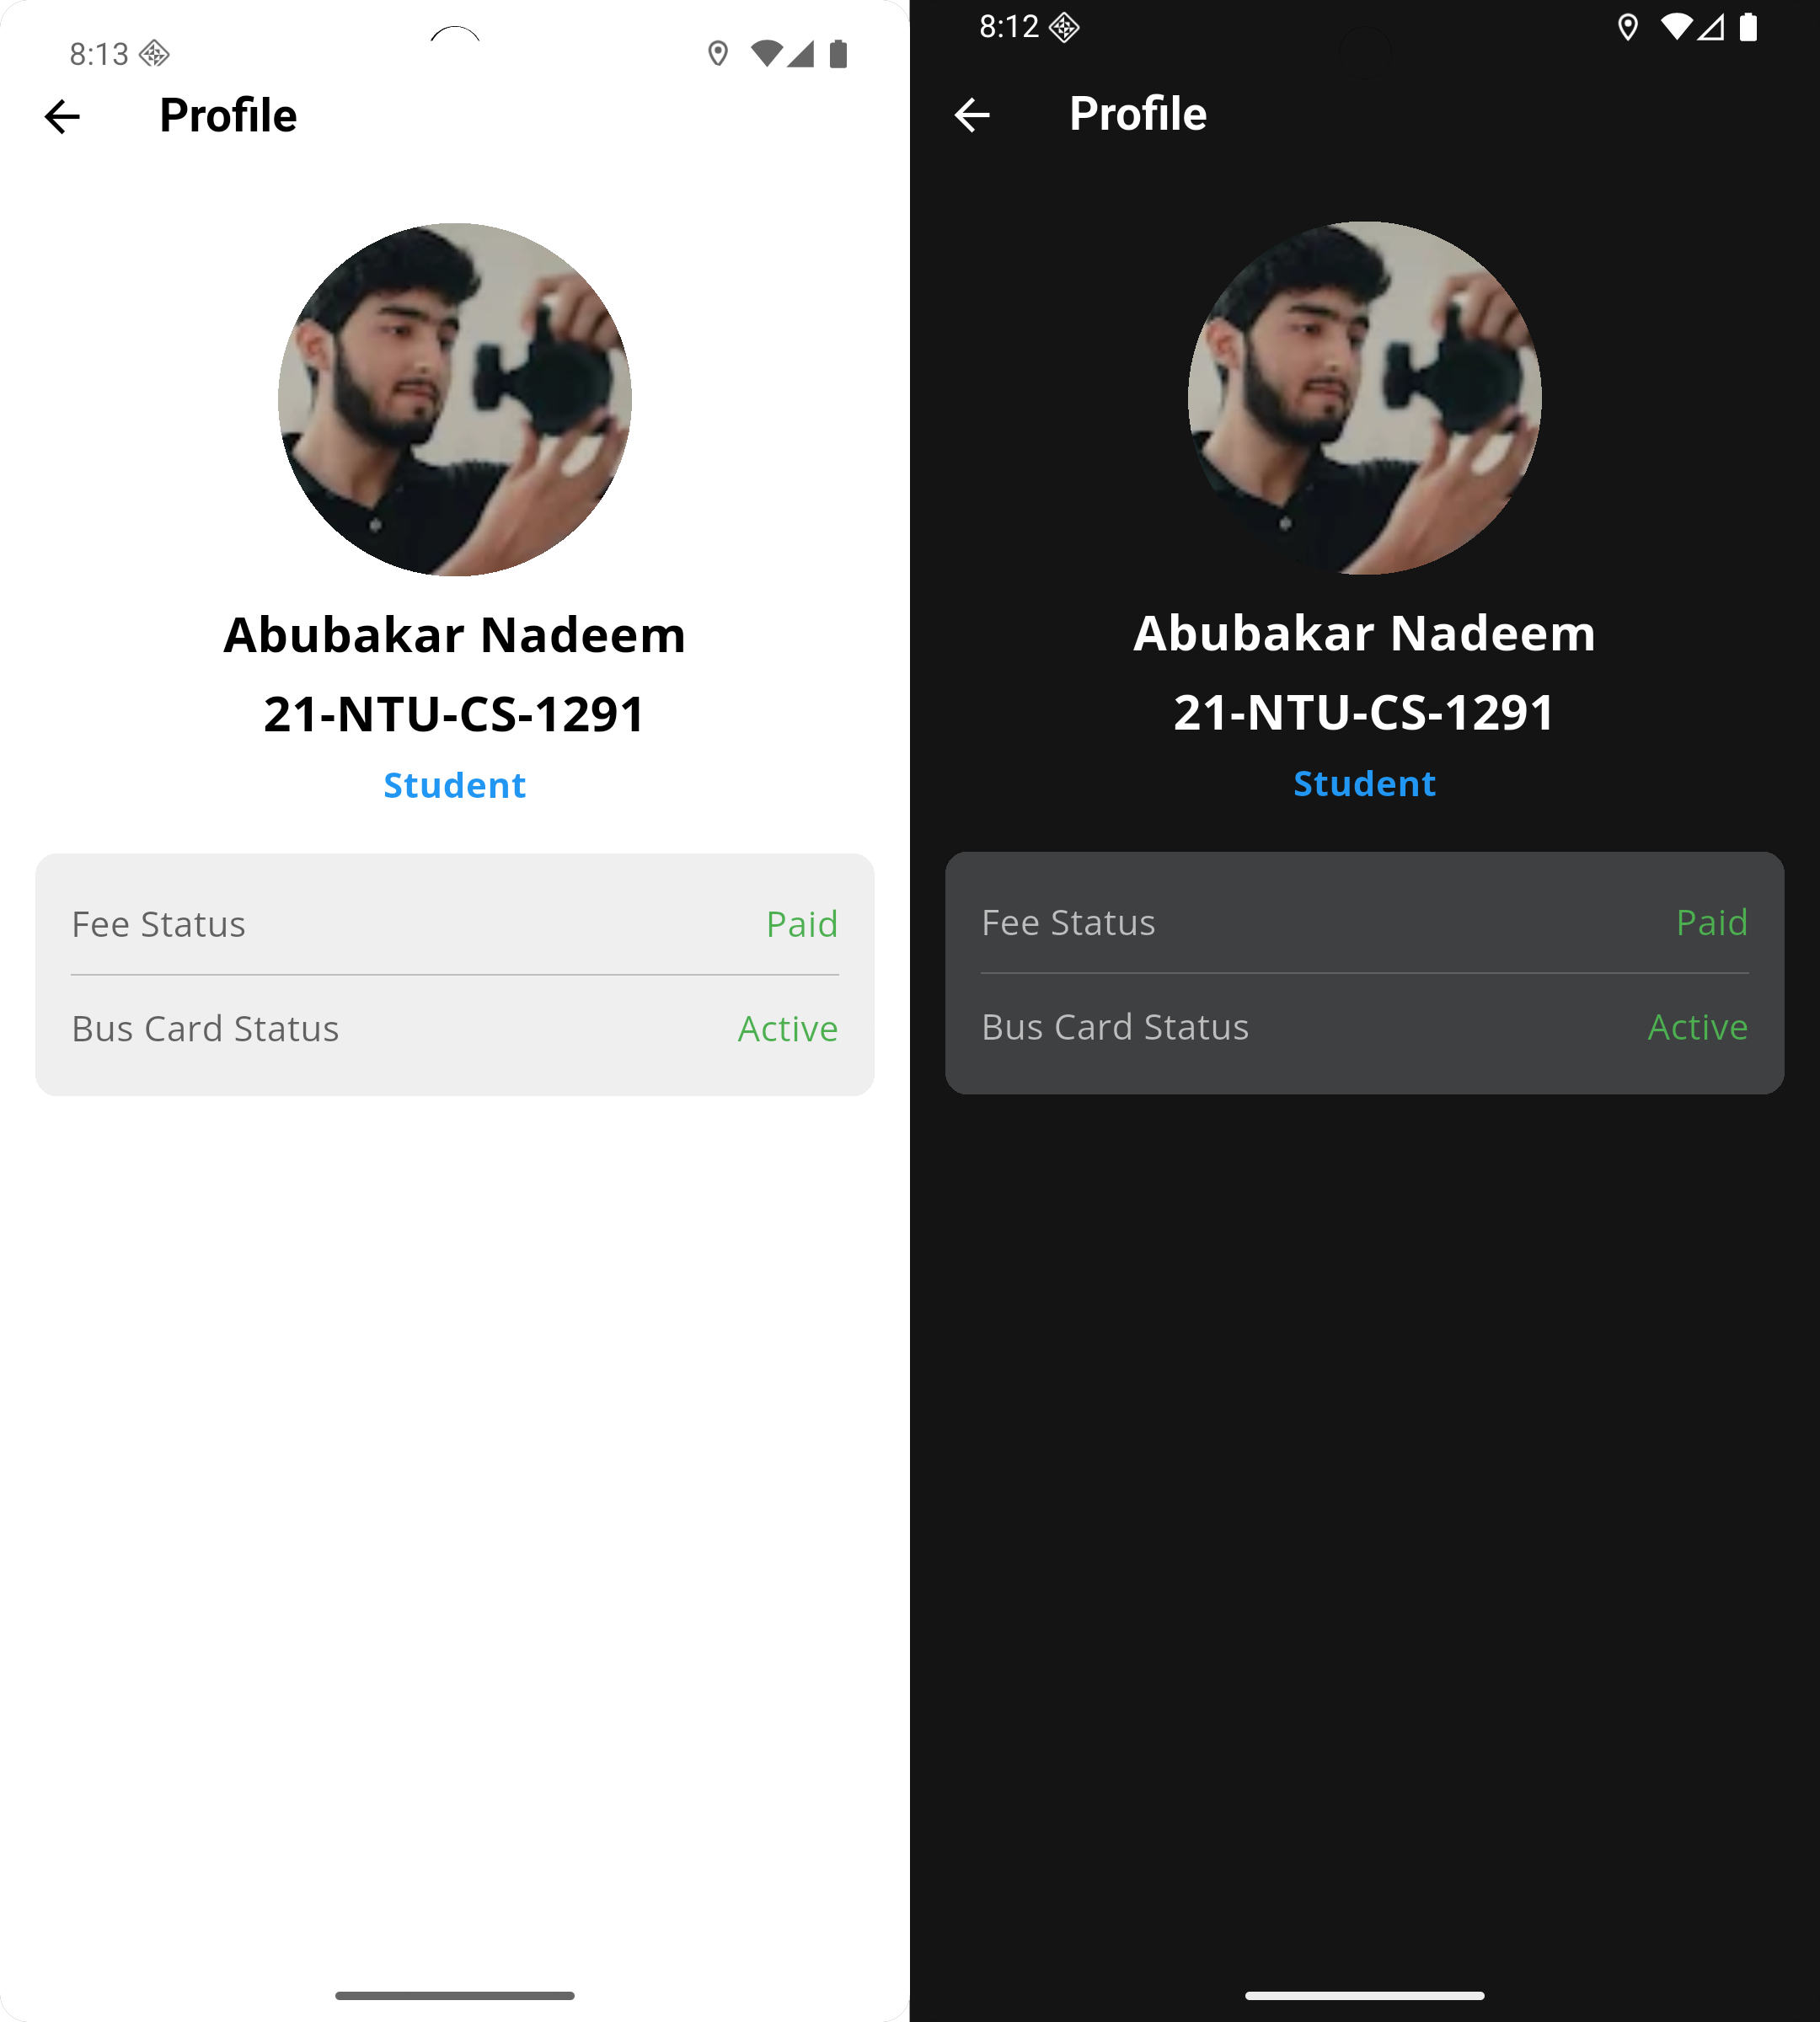 8:13
Profile
Abubakar Nadeem
21-NTU-CS-1291
Student
Fee Status Paid
Bus Card Status Active
8:12
Profile
Abubakar Nadeem
21-NTU-CS-1291
Student
Fee Status Paid
Bus Card Status Active